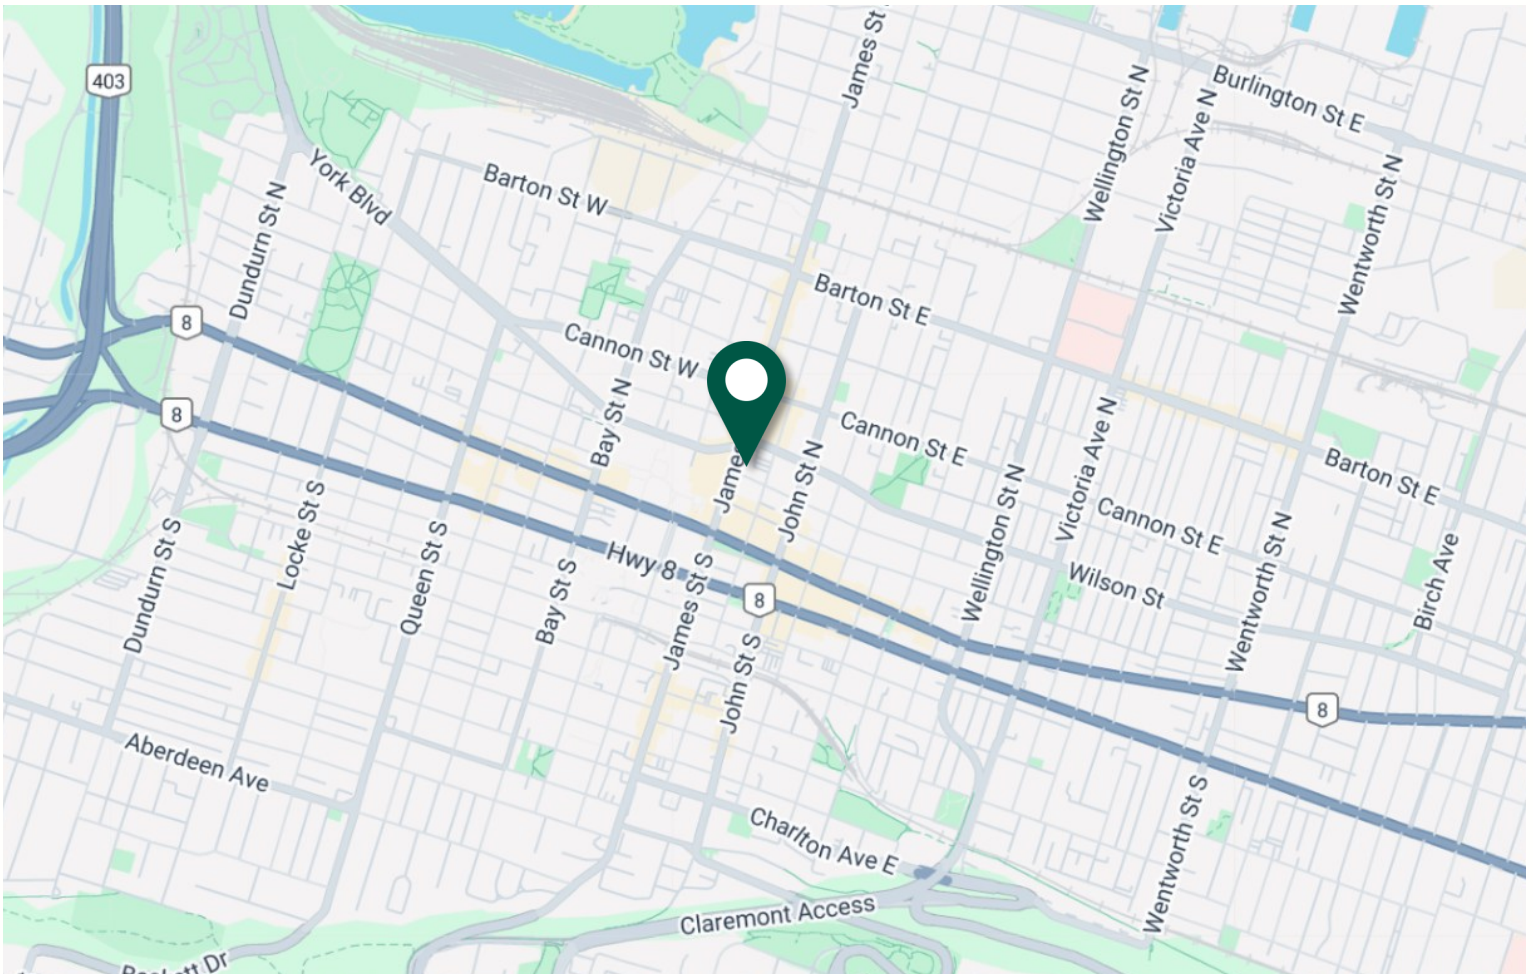 James St
403
Burlington St E
Wellington St N
Victoria Ave N
York Blvd
Barton St W
Wentworth St N
Dundurn St N
8
Barton St E
Cannon St W
8
Bay St N
Cannon St E
Victoria Ave N
James
John St N
Barton St E
Wellington St N
Locke St S
Cannon St E
Wentworth St N
Dundurn St S
Queen St S
Hwy 8
Bay St S
James St S
8
Wilson St
Birch Ave
John St S
8
Aberdeen Ave
Charlton Ave E
Wentworth St S
Claremont Access
Dr